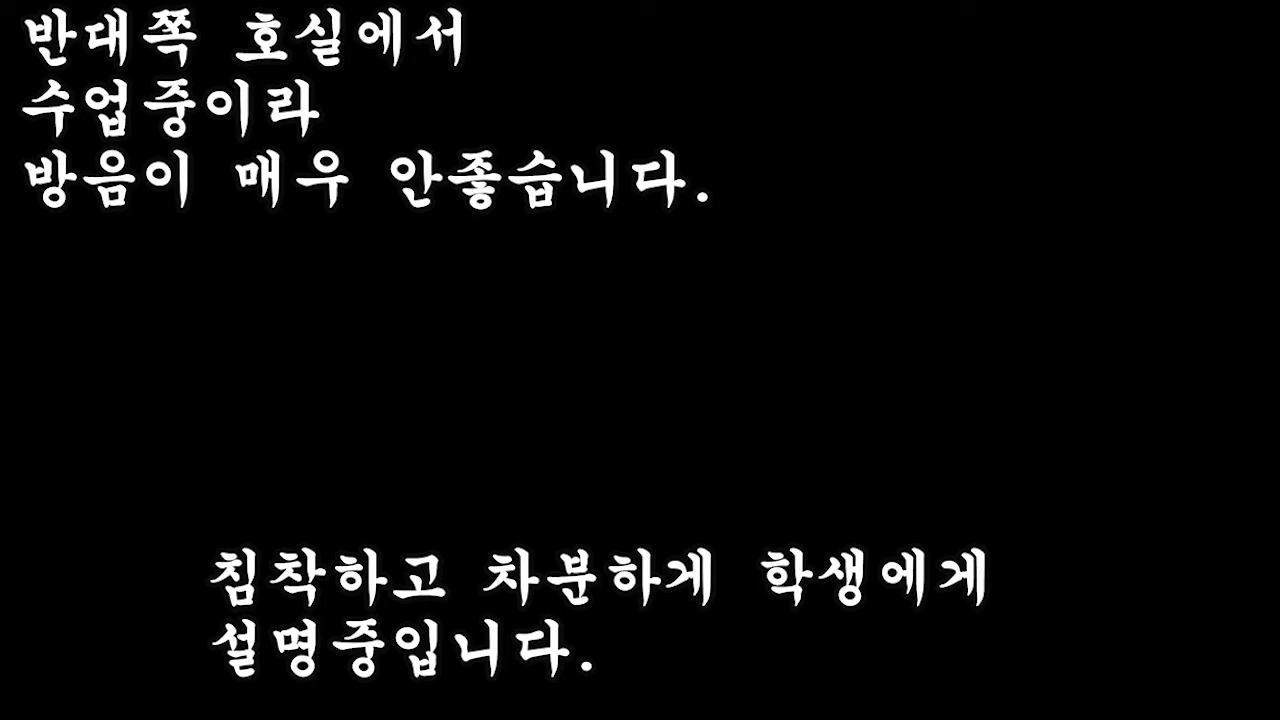 반대쪽 호실에서
수업중이라
방음이 매우 안좋습니다.
침착하고 차분하게 학생에게
설명중입니다.